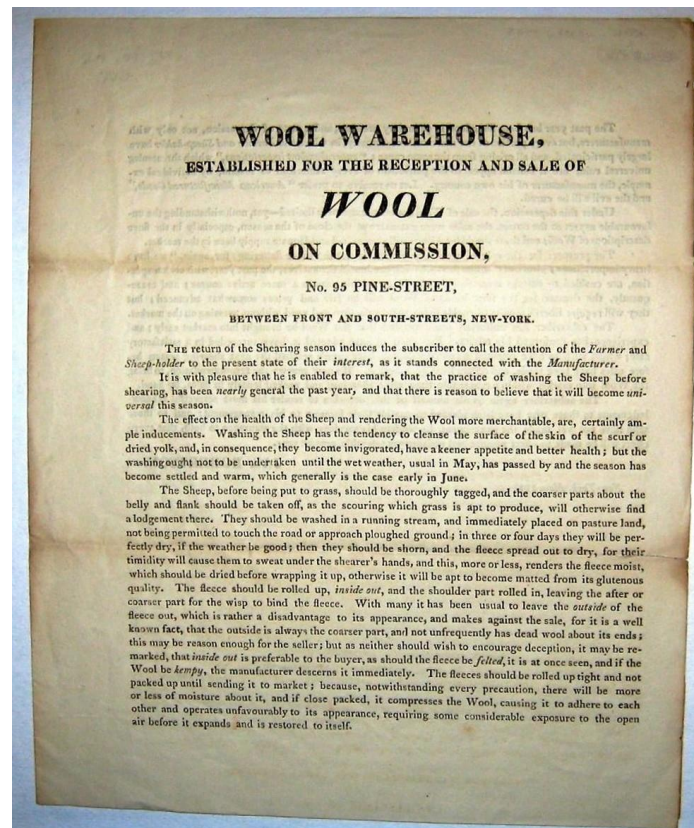 WOOL WAREHOUSE,
ESTABLISHED FOR THE RECEPTION AND SALE OF
WOOL
ON COMMISSION,
No. 95 PINE-STREET,
BETWEEN FRONT AND SOUTH-STREETS, NEW-YORK.
THE return of the Shearing season induces the subscriber to call the attention of the Farmer and
Sheep-holder to the present state of their interest, as it stands connected with the Manufacturer.
It is with pleasure that he is enabled to remark, that the practice of washing the Sheep before
shearing, has been nearly general the past year, and that there is reason to believe that it will become uni-
versal this season.
The effect on the health of the Sheep and rendering the Wool more merchantable, are, certainly am-
ple inducements. Washing the Sheep has the tendency to cleanse the surface of the skin of the scurf or
dried yolk, and, in consequence, they become invigorated, have a keener appetite and better health; but the
washing ought not to be undertaken until the wet weather, usual in May, has passed by and the season has
become settled and warm, which generally is the case early in June.
The Sheep, before being put to grass, should be thoroughly tagged, and the coarser parts about the
belly and flank should be taken off, as the scouring which grass is apt to produce, will otherwise find
a lodgement there. They should be washed in a running stream, and immediately placed on pasture land,
not being permitted to touch the road or approach ploughed ground; in three or four days they will be per-
fectly dry, if the weather be good; then they should be shorn, and the fleece spread out to dry, for their
timidity will cause them to sweat under the shearer's hands, and this, more or less, renders the fleece moist,
which should be dried before wrapping it up, otherwise it will be apt to become matted from its glutenous
quality. The fleece should be rolled up, inside out, and the shoulder part rolled in, leaving the after or
coarser part for the wisp to bind the fleece. With many it has been usual to leave the outside of the
fleece out, which is rather a disadvantage to its appearance, and makes against the sale, for it is a well
known fact, that the outside is always the coarser part, and not unfrequently has dead wool about its ends;
this may be reason enough for the seller; but as neither should wish to encourage deception, it may be re-
marked, that inside out is preferable to the buyer, as should the fleece be felted, it is at once seen, and if the
Wool be kempy, the manufacturer descerns it immediately. The fleeces should be rolled up tight and not
packed up until sending it to market; because, notwithstanding every precaution, there will be more
or less of moisture about it, and if close packed, it compresses the Wool, causing it to adhere to each
other and operates unfavourably to its appearance, requiring some considerable exposure to the open
air before it expands and is restored to itself.